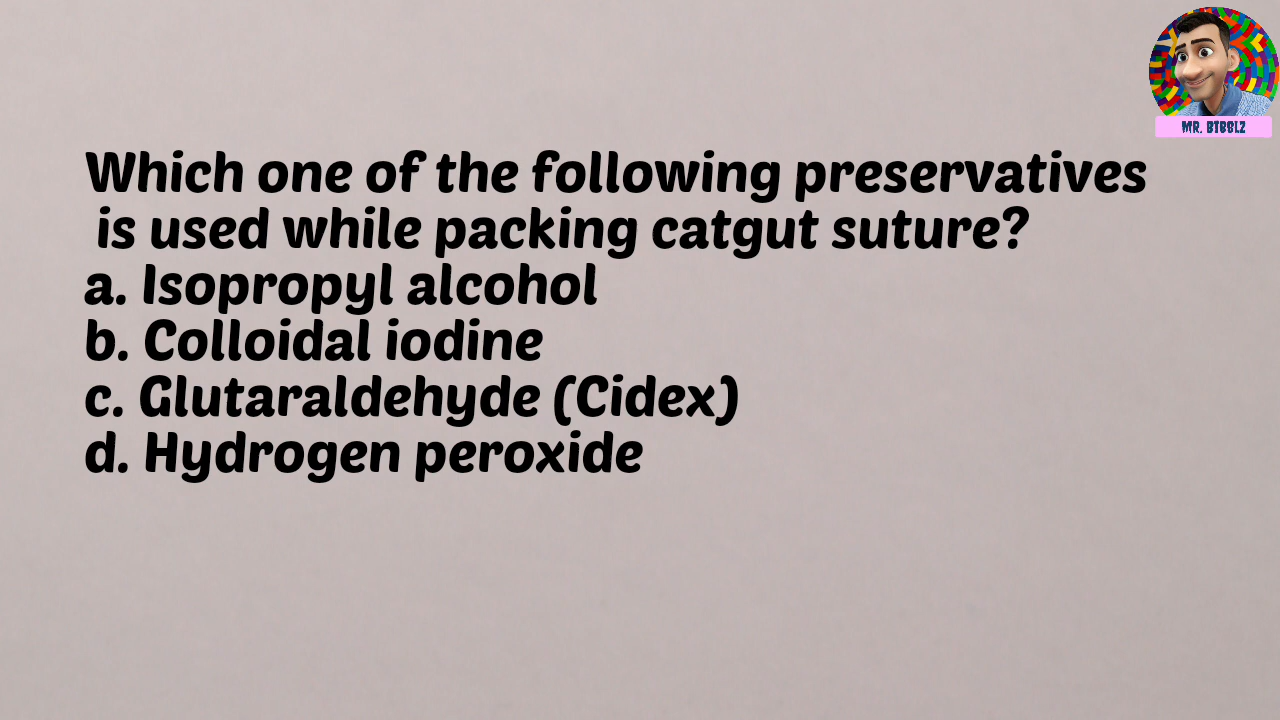 MR. BIBBLZ
Which one of the following preservatives
is used while packing catgut suture?
a. Isopropyl alcohol
b. Colloidal iodine
c. Glutaraldehyde (Cidex)
d. Hydrogen peroxide